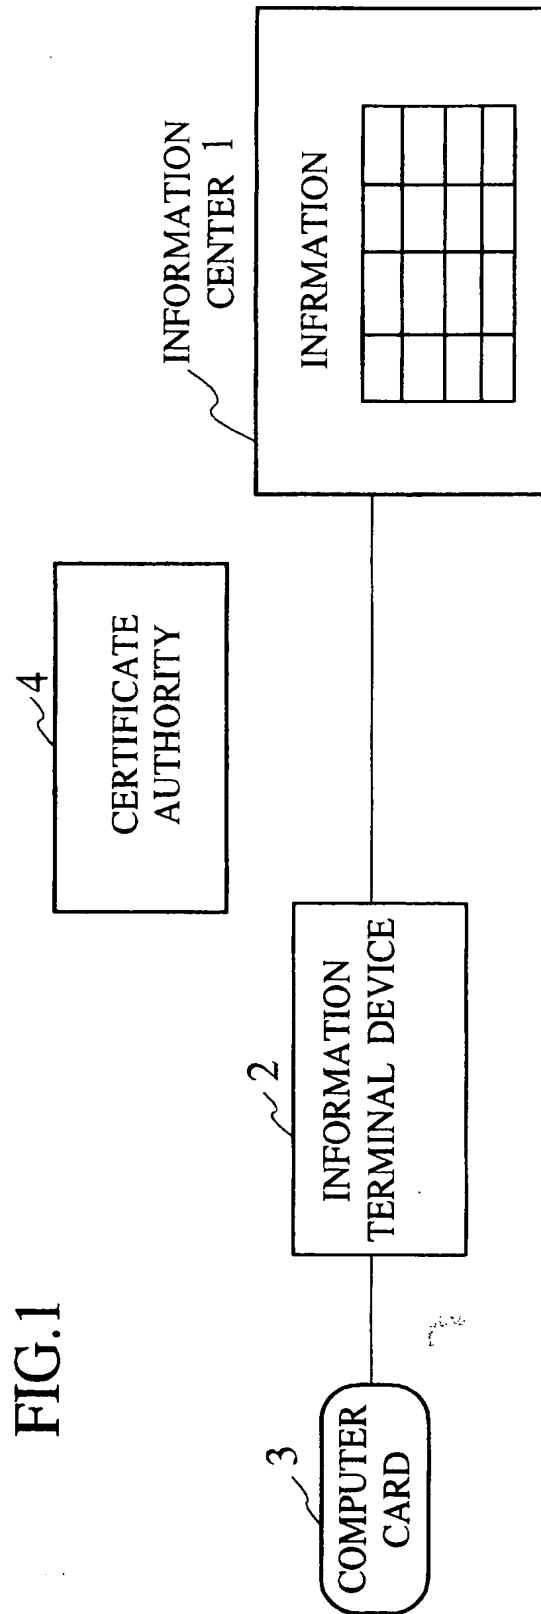 FIG.1
4
CERTIFICATE
AUTHORITY
INFORMATION
CENTER 1
3
COMPUTER
CARD
2
INFORMATION
TERMINAL DEVICE
INFRMATION